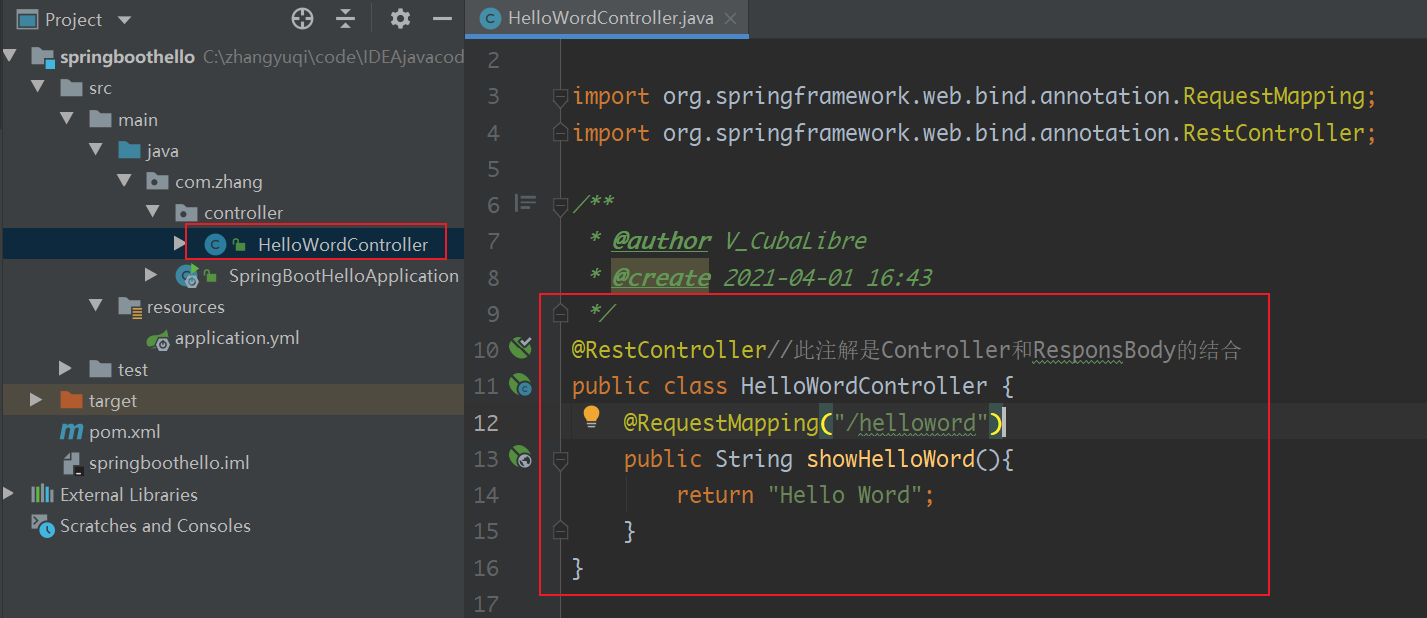 Project
springboothello C:\zhangyuqi\code\IDEAjavacod
src
main
java
com.zhang
controller
HelloWordController
SpringBootHelloApplication
resources
application.yml
test
target
pom.xml
springboothello.iml
External Libraries
Scratches and Consoles
HelloWordController.java
2
3 import org.springframework.web.bind.annotation.RequestMapping;
4 import org.springframework.web.bind.annotation.RestController;
5
6 /**
7 * @author V_CubaLibre
8 * @create 2021-04-01 16:43
9 */
10 @RestController//此注解是Controller和ResponsBody的结合
11 public class HelloWordController {
12 @RequestMapping("/helloword")
13 public String showHelloWord(){
14 return "Hello Word";
15 }
16 }
17